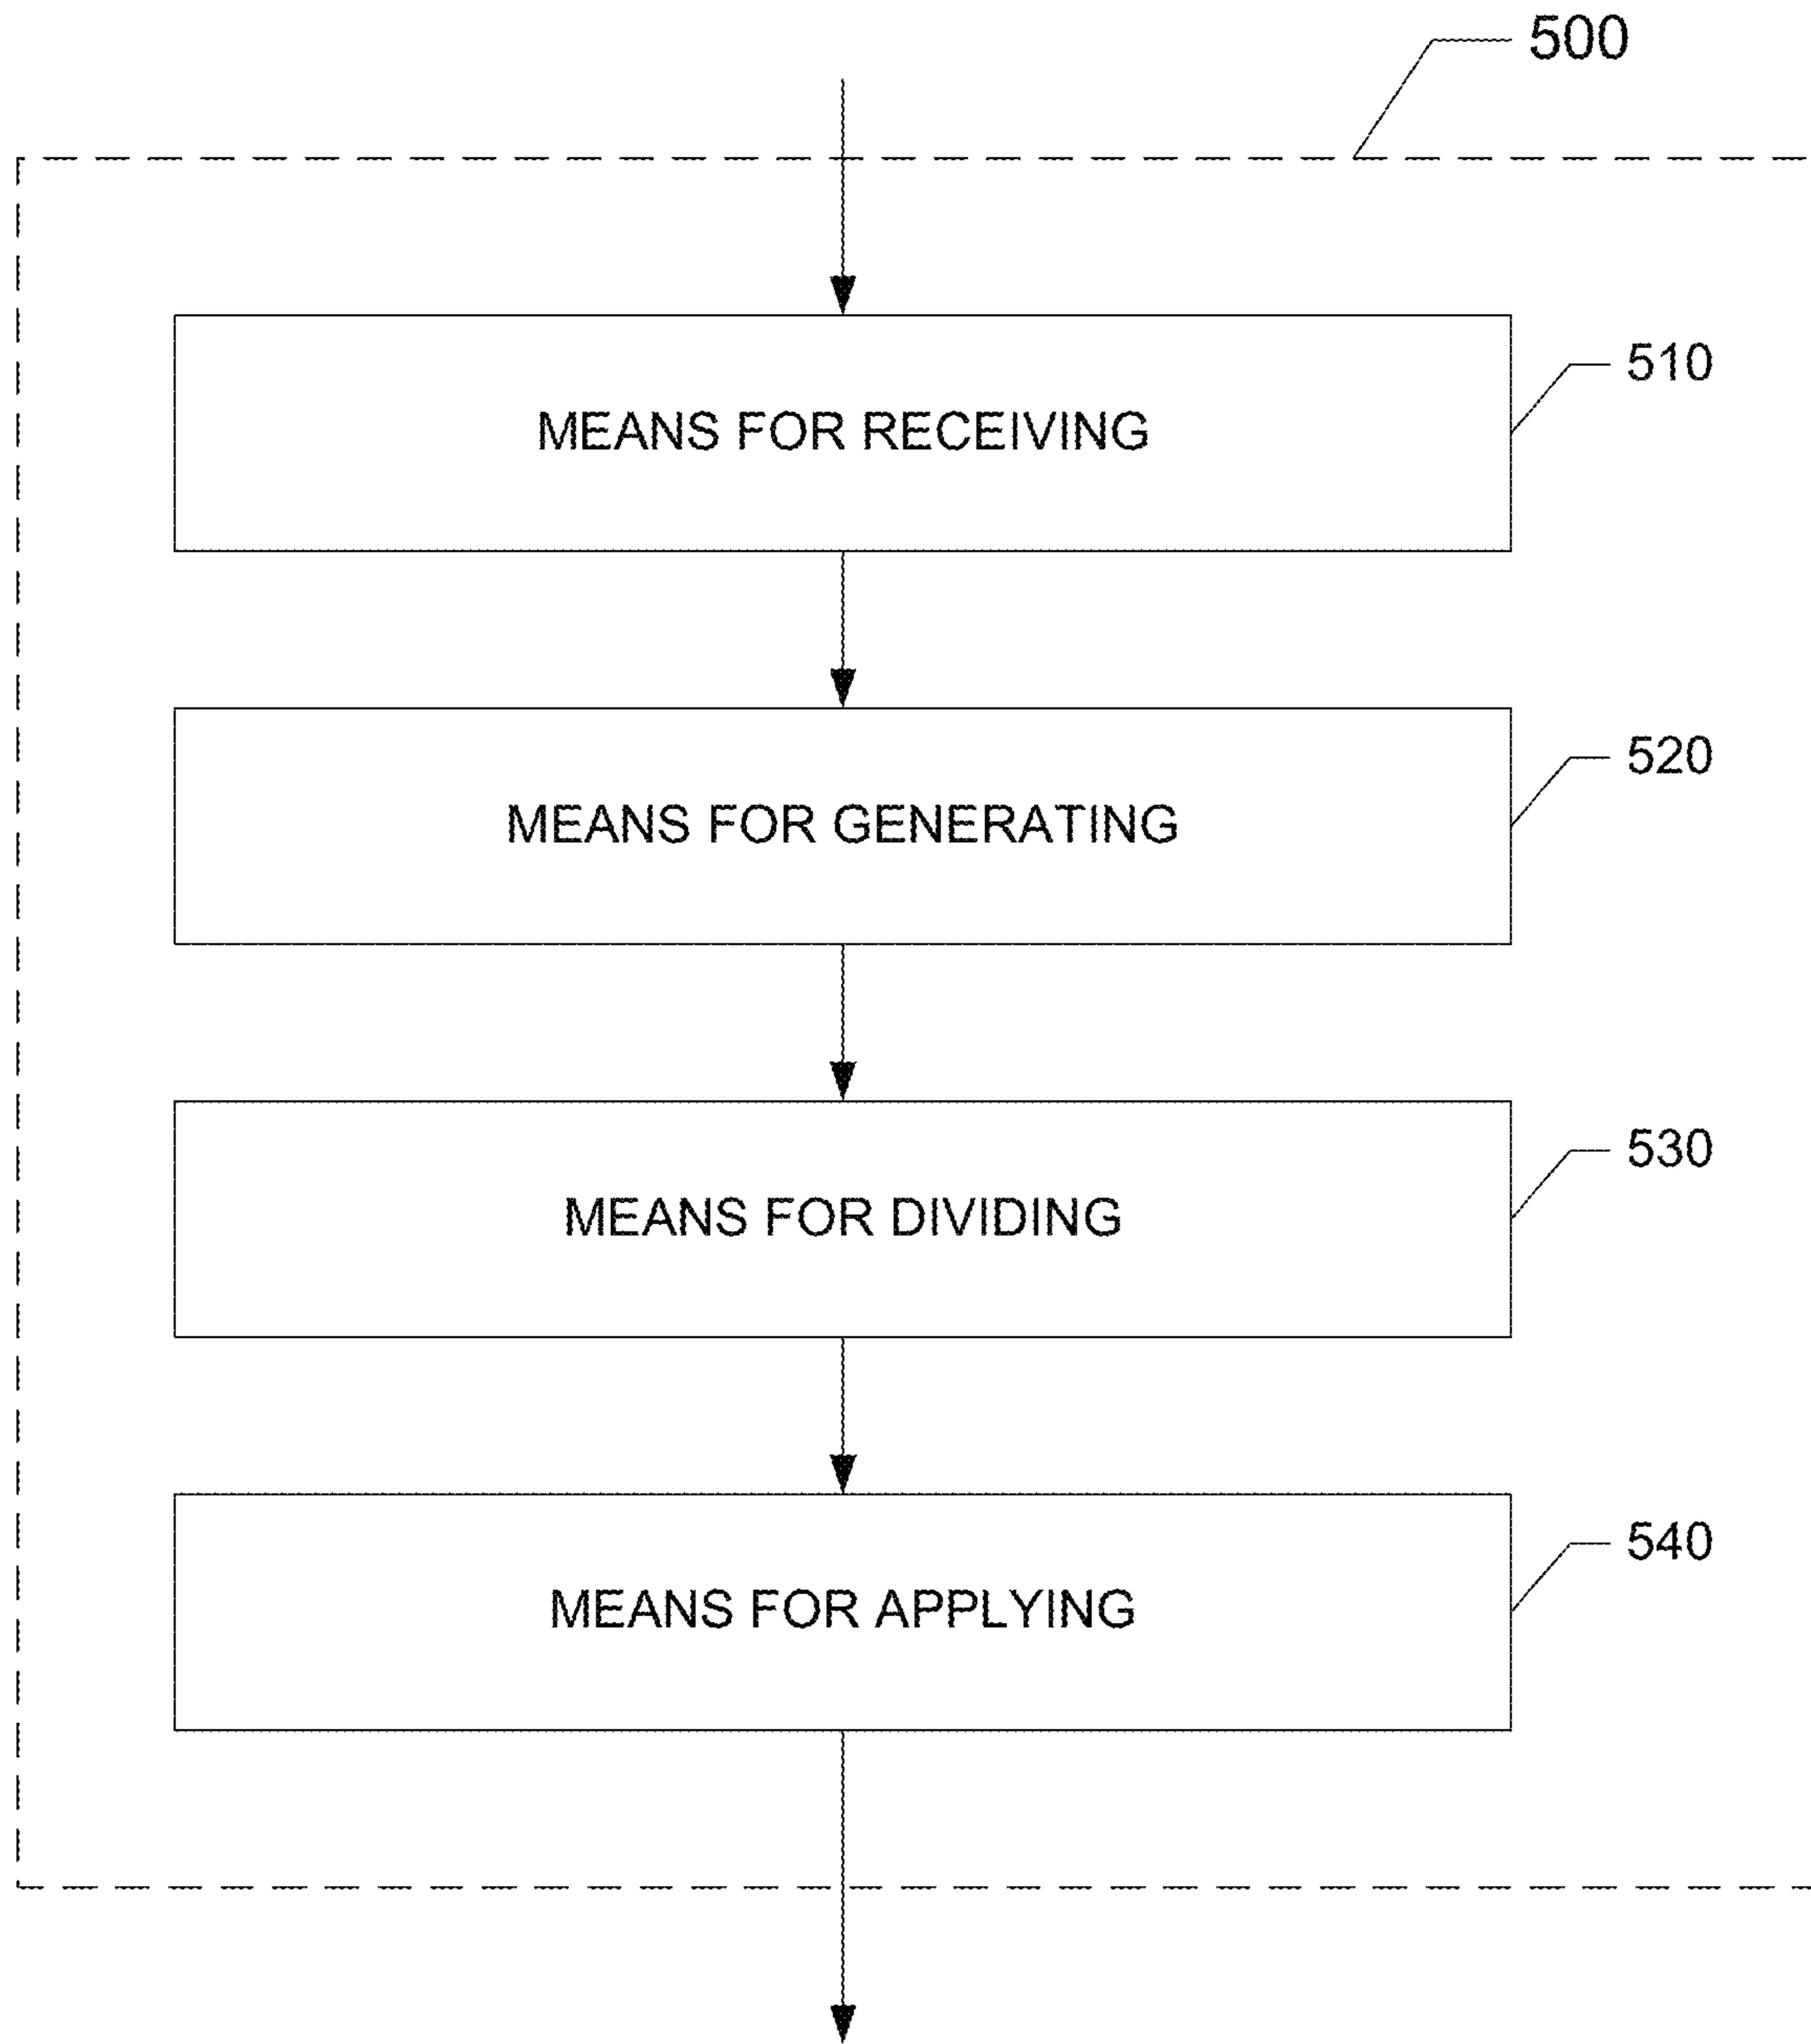 500
MEANS FOR RECEIVING
510
MEANS FOR GENERATING
520
MEANS FOR DIVIDING
530
MEANS FOR APPLYING
540